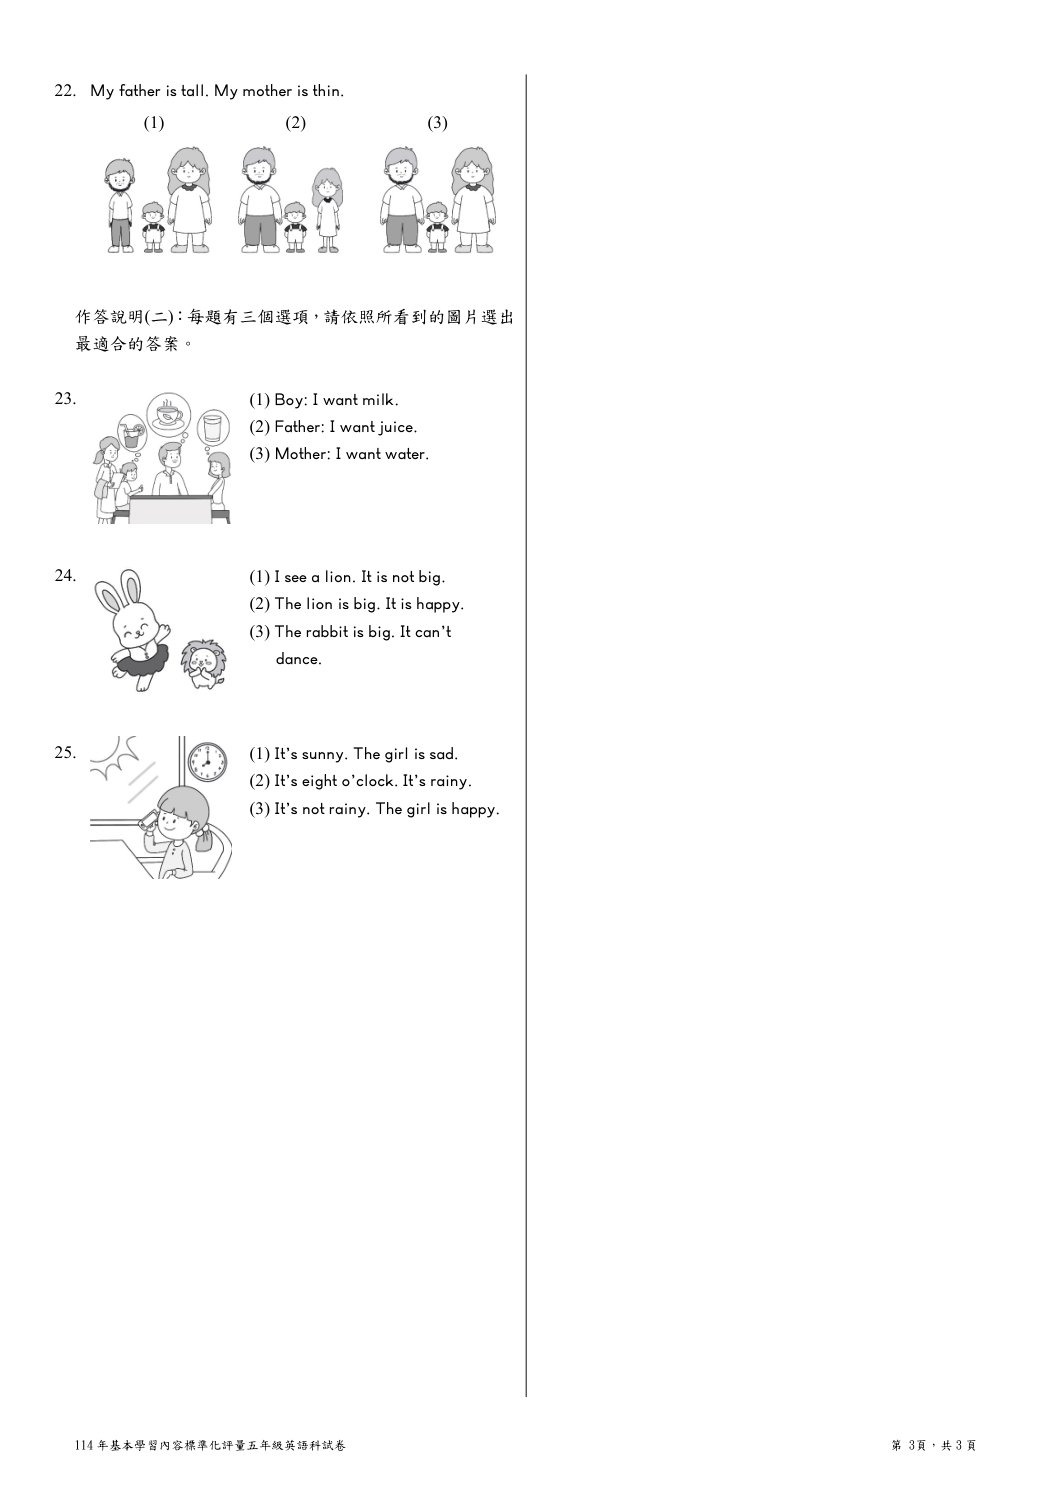 22. My father is tall. My mother is thin.
(1) (2) (3)
作答說明(二)：每題有三個選項，請依照所看到的圖片選出
最適合的答案。
23. (1) Boy: I want milk.
(2) Father: I want juice.
(3) Mother: I want water.
24. (1) I see a lion. It is not big.
(2) The lion is big. It is happy.
(3) The rabbit is big. It can't
dance.
25. (1) It's sunny. The girl is sad.
(2) It's eight o'clock. It's rainy.
(3) It's not rainy. The girl is happy.
114 年基本學習內容標準化評量五年級英語科試卷
第 3頁，共 3 頁